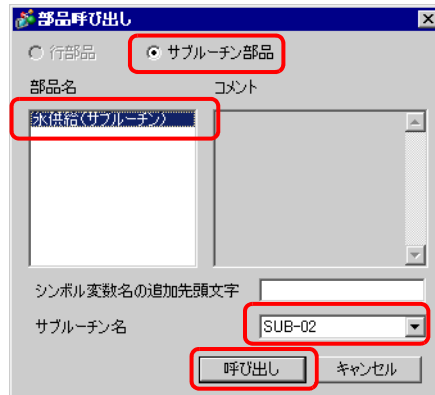 部品呼び出し
行部品 サブルーチン部品
部品名 コメント
氷供給(サブルーチン)
シンボル変数名の追加先頭文字
サブルーチン名 SUB-02
呼び出し キャンセル